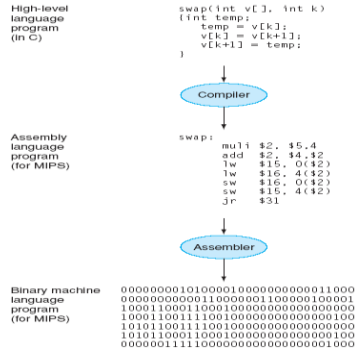 High-level
language
program
(in C)
swap(int v[], int k)
{int temp;
temp = v[k];
v[k] = v[k+1];
v[k+1] = temp;
}
Compiler
Assembly
language
program
(for MIPS)
swap:
muli $2, $5,4
add $2, $4,$2
lw $15, 0($2)
lw $16, 4($2)
sw $16, 0($2)
sw $15, 4($2)
jr $31
Assembler
Binary machine
language
program
(for MIPS)
00000000101000010000000000011000
00000000000110000001100000100001
10001100011000100000000000000000
10001100111100100000000000000100
10101100111100100000000000000000
10101100011000100000000000000100
00000011111000000000000000001000